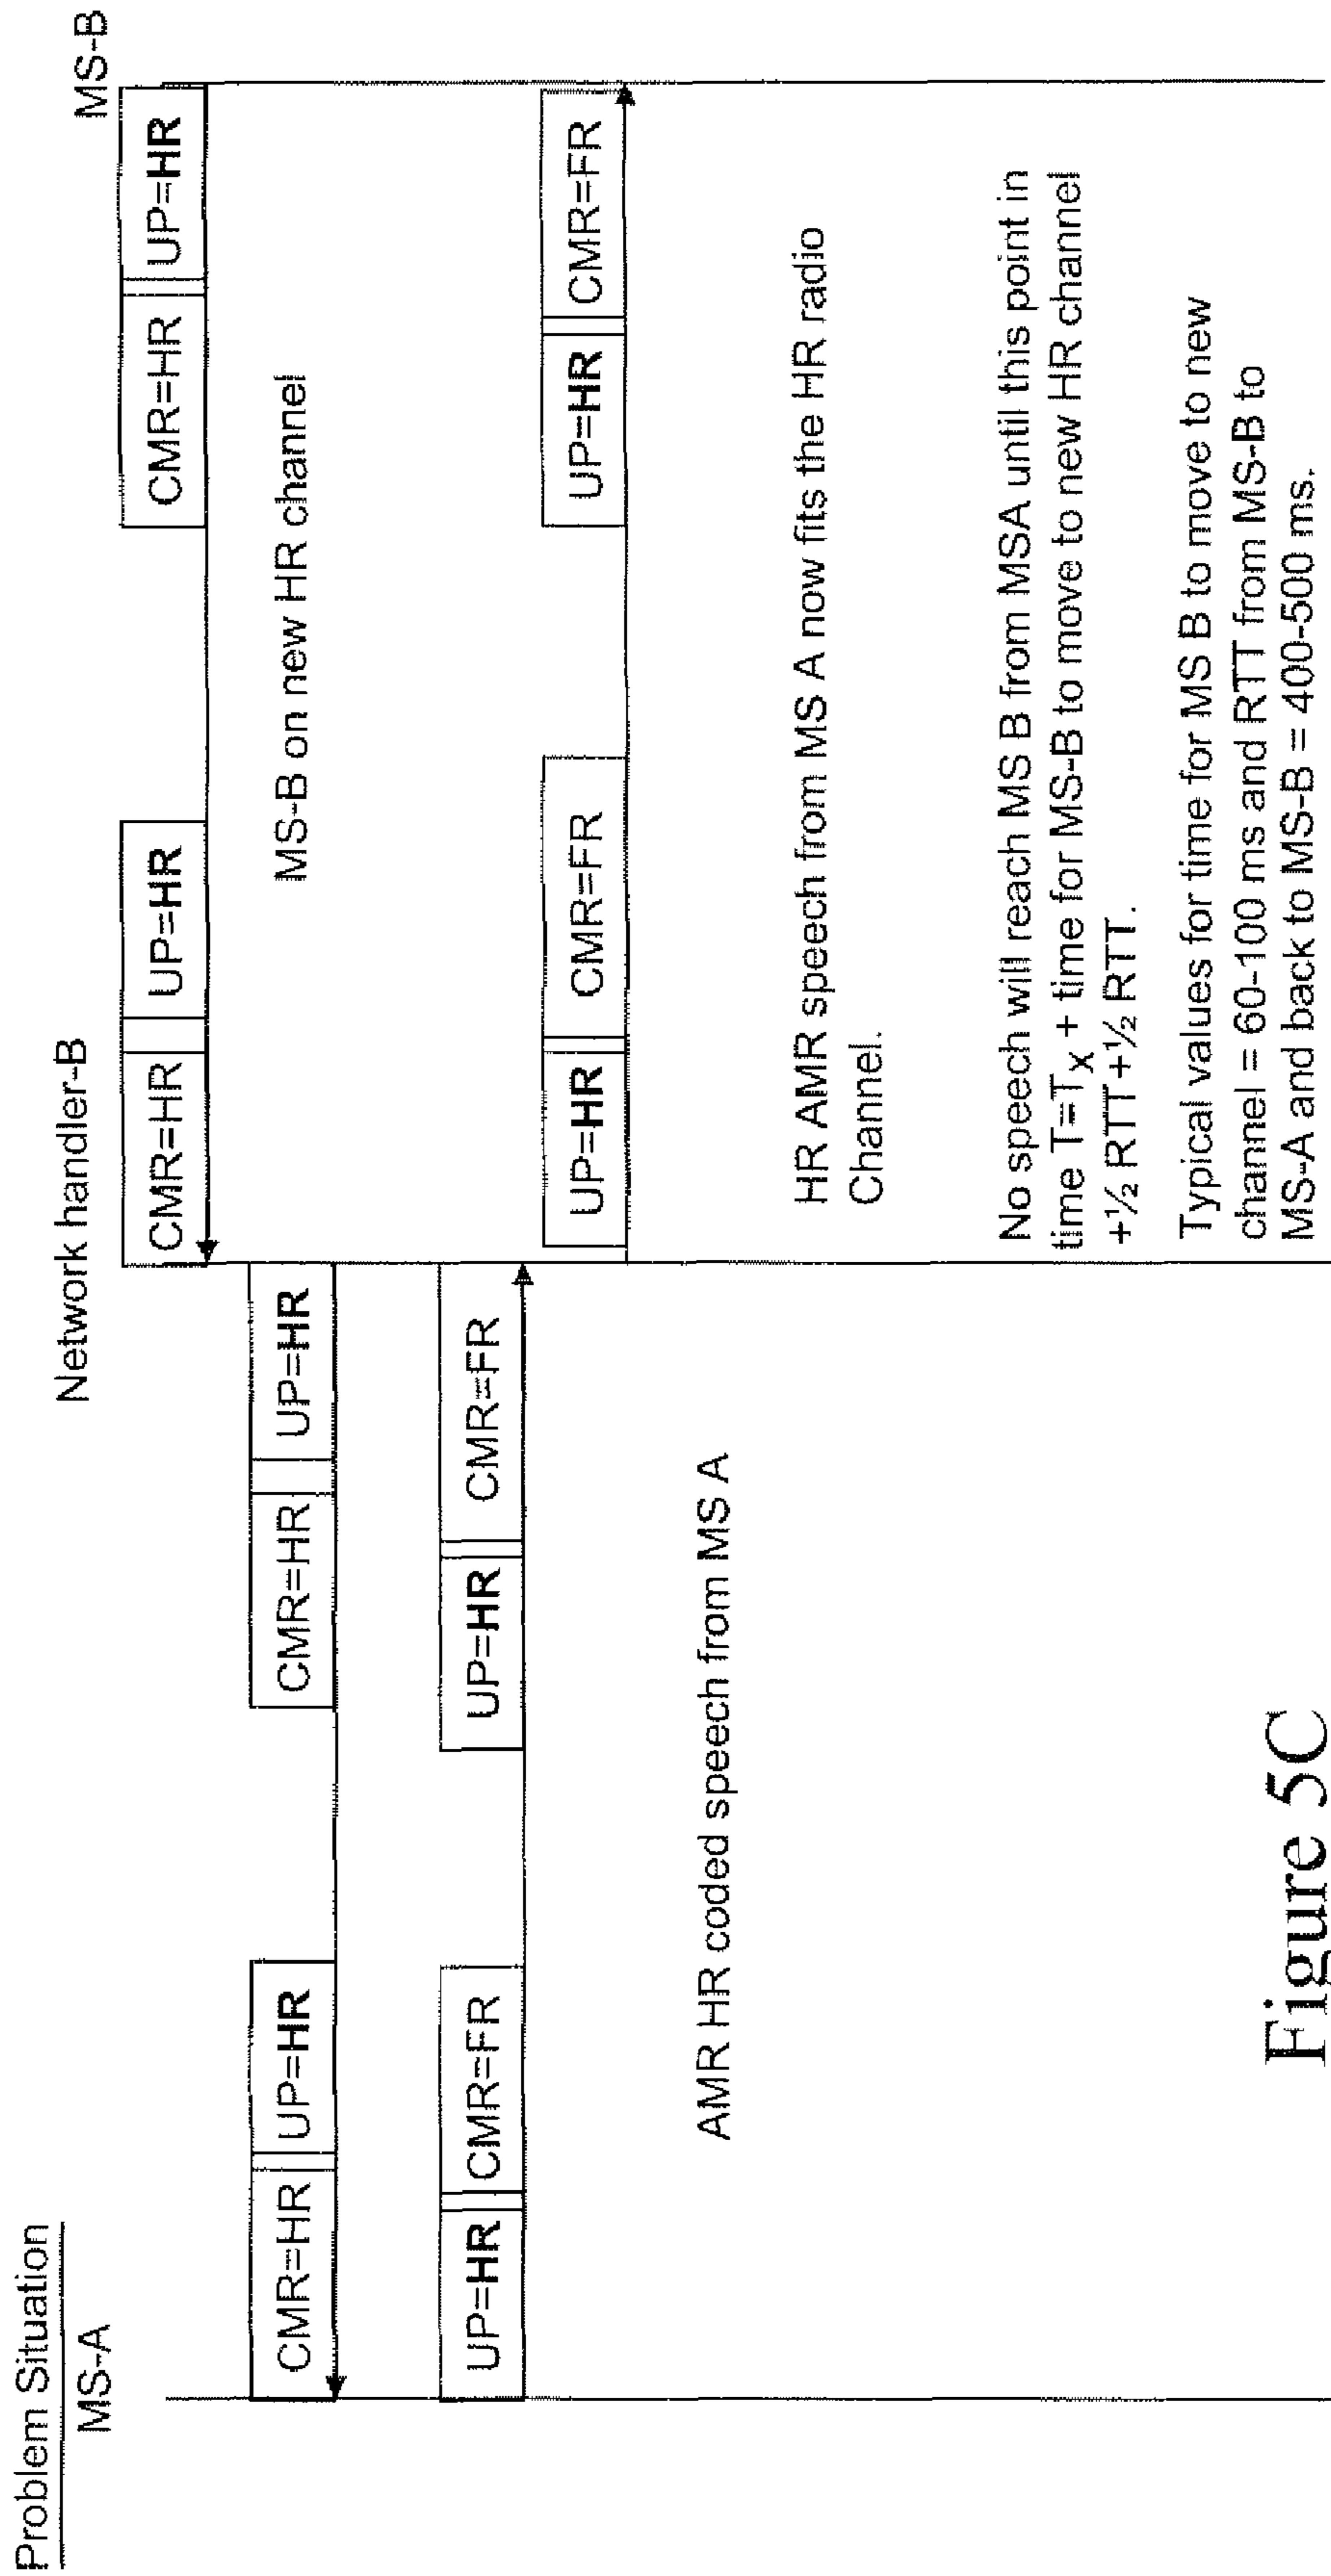 Problem Situation
MS-A
Network handler-B
MS-B
CMR=HR UP=HR
UP=HR CMR=HR
CMR=HR UP=HR
CMR=HR UP=HR
MS-B on new HR channel
UP=HR CMR=FR
UP=HR CMR=FR
UP=HR CMR=FR
UP=HR CMR=FR
AMR HR coded speech from MS A
HR AMR speech from MS A now fits the HR radio
Channel.
No speech will reach MS B from MSA until this point in
time T=TX + time for MS-B to move to new HR channel
+½ RTT+½ RTT.
Typical values for time for MS B to move to new
channel = 60-100 ms and RTT from MS-B to
MS-A and back to MS-B = 400-500 ms.
Figure 5C